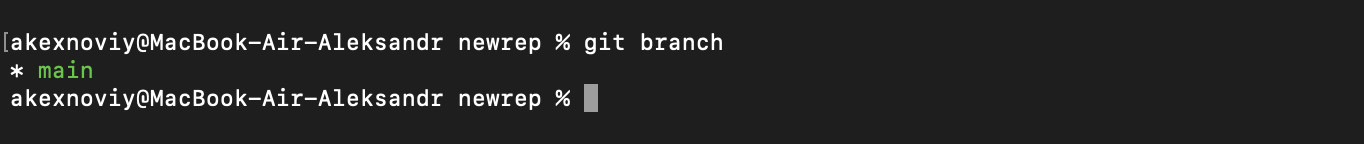 [akexnoviy@MacBook-Air-Aleksandr newrep % git branch
* main
akexnoviy@MacBook-Air-Aleksandr newrep %